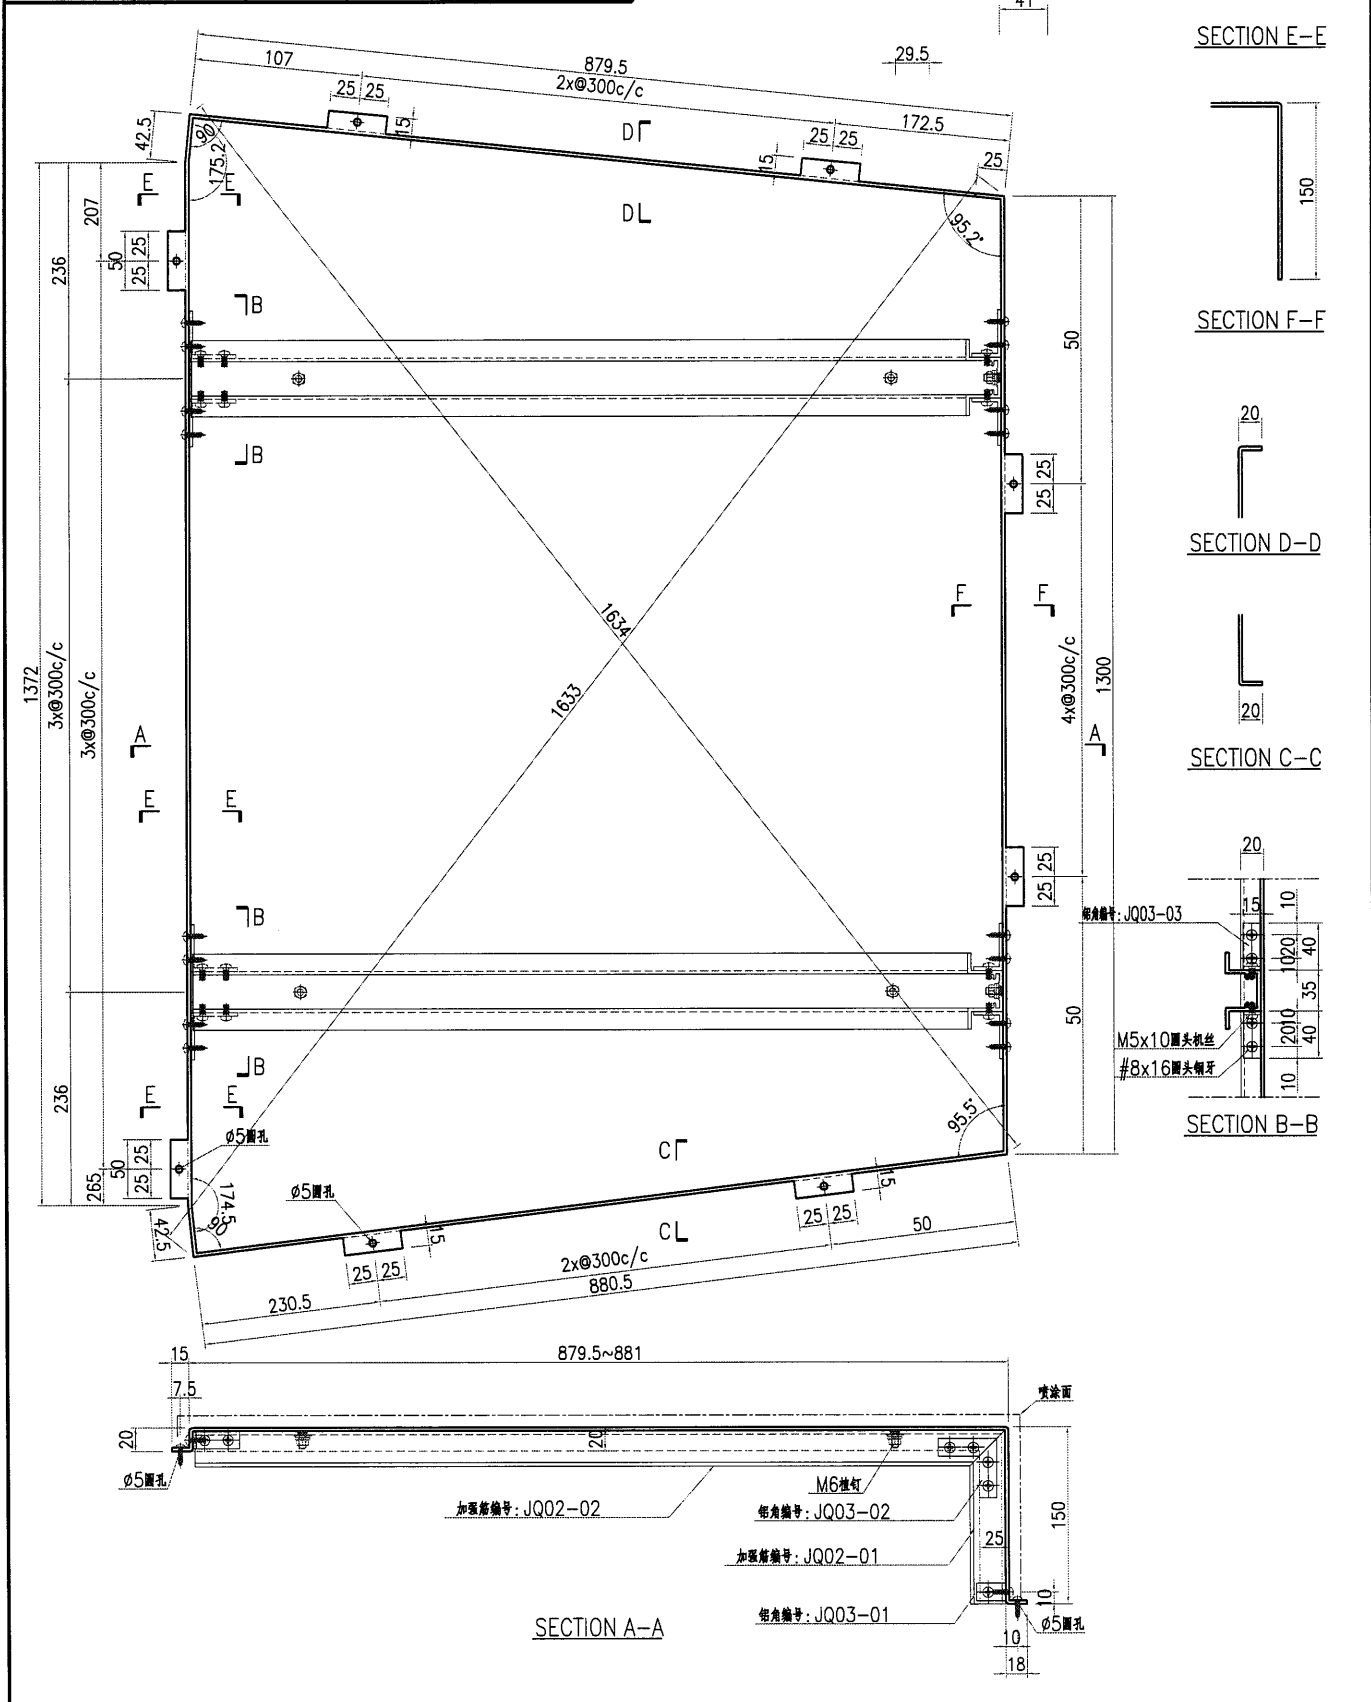 41
SECTION E-E
879.5
107
2x@300c/c
29.5
172.5
25 25
15
25 25
15
25
42.5
90
175.2
95.2°
D
D
E E
207
236
50
25
25
B
B
150
SECTION F-F
50
20
SECTION D-D
25
25
F F
1634
1633
1372
3x@300c/c
3x@300c/c
4x@300c/c
1300
A A
E E
20
SECTION C-C
20
25
25
15
10
铝角编号:JQ03-03
1020
40
35
2010
40
10
M5x10圆头机丝
#8x16圆头钢牙
SECTION B-B
B
B
50
236
E E
Ø5圆孔
50
25
25
265
174.5
90
42.5
95.5°
Ø5圆孔
C
C
15
25 25
15
25 25
50
2x@300c/c
230.5
880.5
15
879.5~881
7.5
喷涂面
20
20
Ø5圆孔
M6植钉
加强筋编号:JQ02-02
铝角编号:JQ03-02
150
25
加强筋编号:JQ02-01
10
铝角编号:JQ03-01
Ø5圆孔
SECTION A-A
10
18